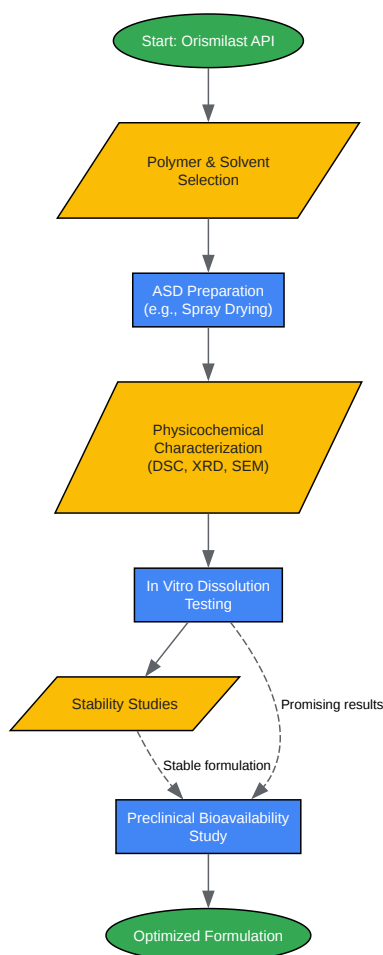 Start: Orismilast API
Polymer & Solvent
Selection
ASD Preparation
(e.g., Spray Drying)
Physicochemical
Characterization
(DSC, XRD, SEM)
In Vitro Dissolution
Testing
Stability Studies
Promising results
Stable formulation
Preclinical Bioavailability
Study
Optimized Formulation